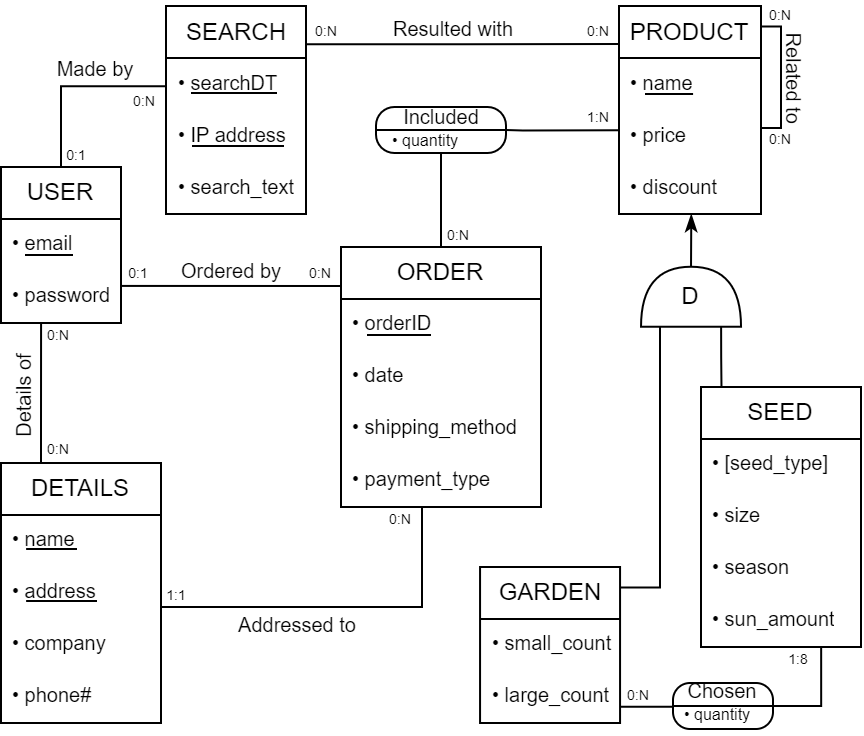 SEARCH
• searchDT
• IP address
• search_text
0:N
Resulted with
0:N
PRODUCT
• name
• price
• discount
0:N
Related to
0:N
Made by
0:N
0:1
Included
• quantity
1:N
0:N
USER
• email
• password
0:1
Ordered by
0:N
ORDER
• orderID
• date
• shipping_method
• payment_type
D
0:N
Details of
0:N
SEED
• [seed_type]
• size
• season
• sun_amount
DETAILS
• name
• address
• company
• phone#
0:N
1:1
Addressed to
GARDEN
• small_count
• large_count
0:N
Chosen
• quantity
1:8